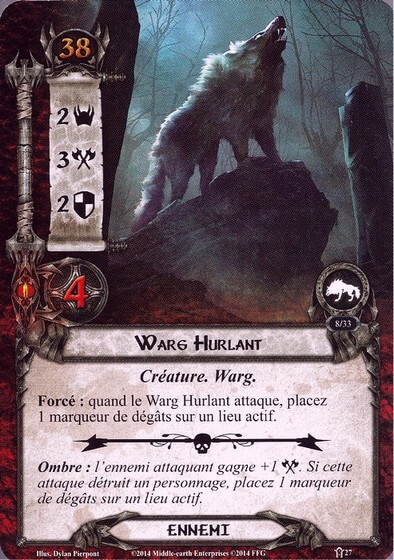 38
2
3
2
4
8/33
Warg Hurlant
Créature. Warg.
Forcé : quand le Warg Hurlant attaque, placez
1 marqueur de dégâts sur un lieu actif.
Ombre : l'ennemi attaquant gagne +1 . Si cette
attaque détruit un personnage, placez 1 marqueur
de dégâts sur un lieu actif.
ENNEMI
Illus. Dylan Pierpont ©2014 Middle-earth Enterprises ©2014 FFG 27